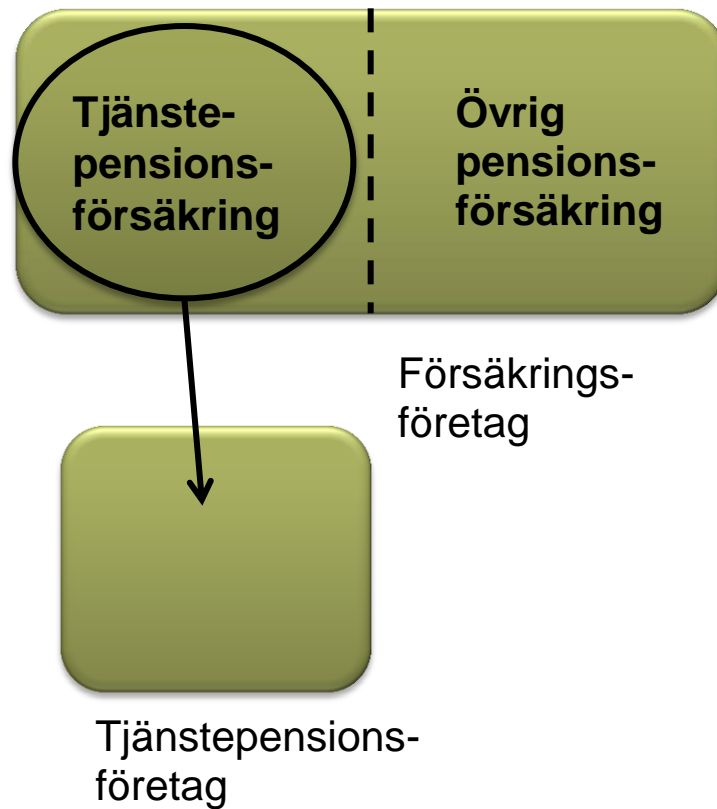 Tjänste-
pensions-
försäkring
Övrig
pensions-
försäkring
Försäkrings-
företag
Tjänstepensions-
företag